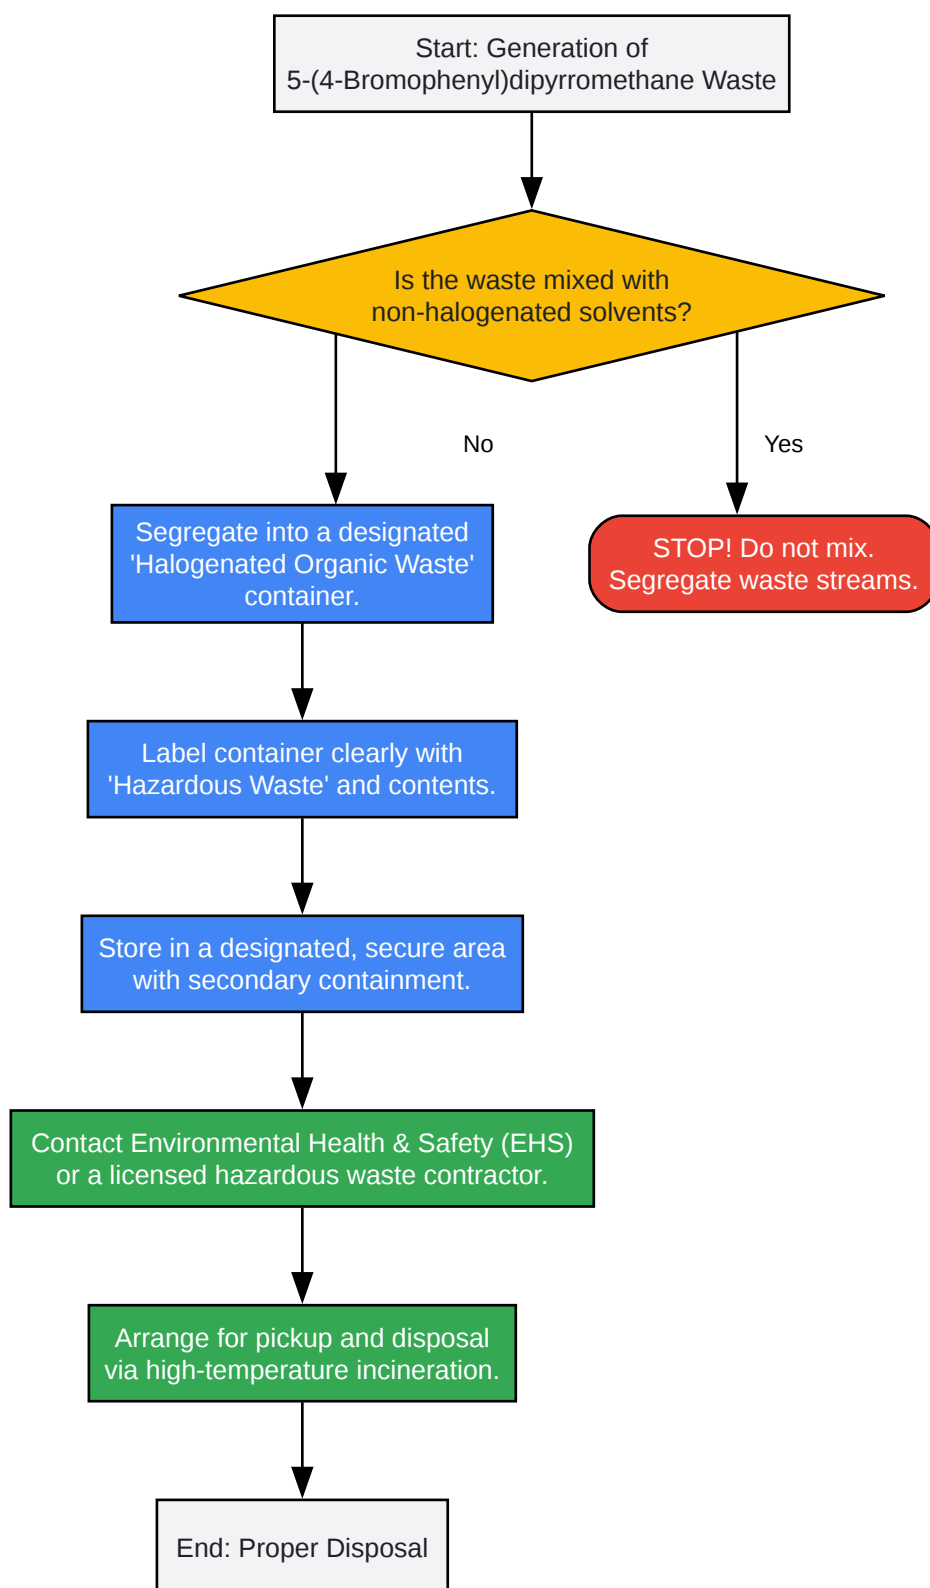 Start: Generation of
5-(4-Bromophenyl)dipyrromethane Waste
Is the waste mixed with
non-halogenated solvents?
No
Yes
Segregate into a designated
'Halogenated Organic Waste'
container.
STOP! Do not mix.
Segregate waste streams.
Label container clearly with
'Hazardous Waste' and contents.
Store in a designated, secure area
with secondary containment.
Contact Environmental Health & Safety (EHS)
or a licensed hazardous waste contractor.
Arrange for pickup and disposal
via high-temperature incineration.
End: Proper Disposal